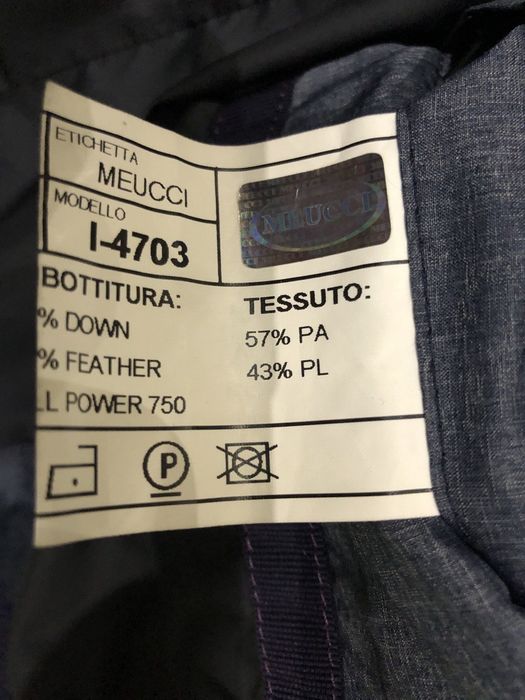 ETICHETTA
MEUCCI
MODELLO
I-4703
MEUCCI
BOTTITURA:
% DOWN
% FEATHER
LL POWER 750
TESSUTO:
57% PA
43% PL
P